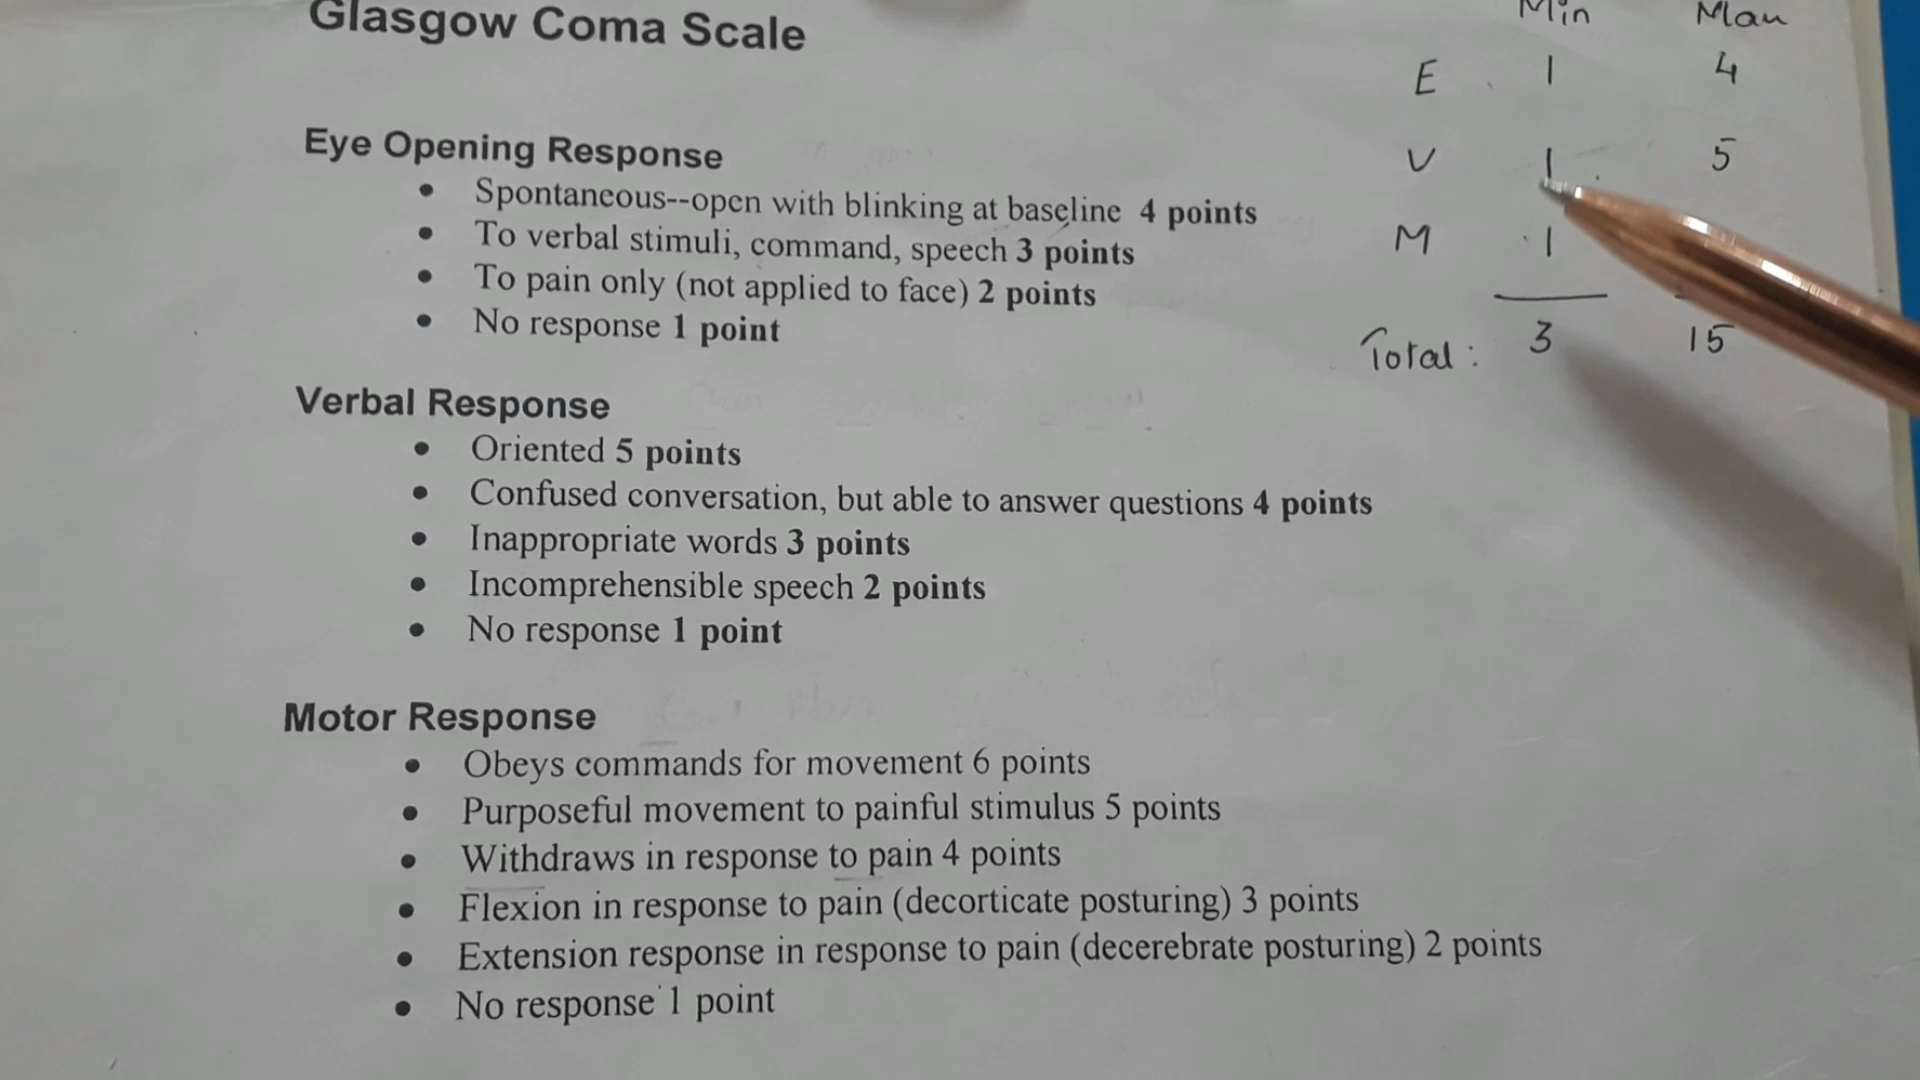 Glasgow Coma Scale
Min Max
E 1 4
V 1 5
M 1
Total: 3 15
Eye Opening Response
• Spontaneous--open with blinking at baseline 4 points
• To verbal stimuli, command, speech 3 points
• To pain only (not applied to face) 2 points
• No response 1 point
Verbal Response
• Oriented 5 points
• Confused conversation, but able to answer questions 4 points
• Inappropriate words 3 points
• Incomprehensible speech 2 points
• No response 1 point
Motor Response
• Obeys commands for movement 6 points
• Purposeful movement to painful stimulus 5 points
• Withdraws in response to pain 4 points
• Flexion in response to pain (decorticate posturing) 3 points
• Extension response in response to pain (decerebrate posturing) 2 points
• No response 1 point